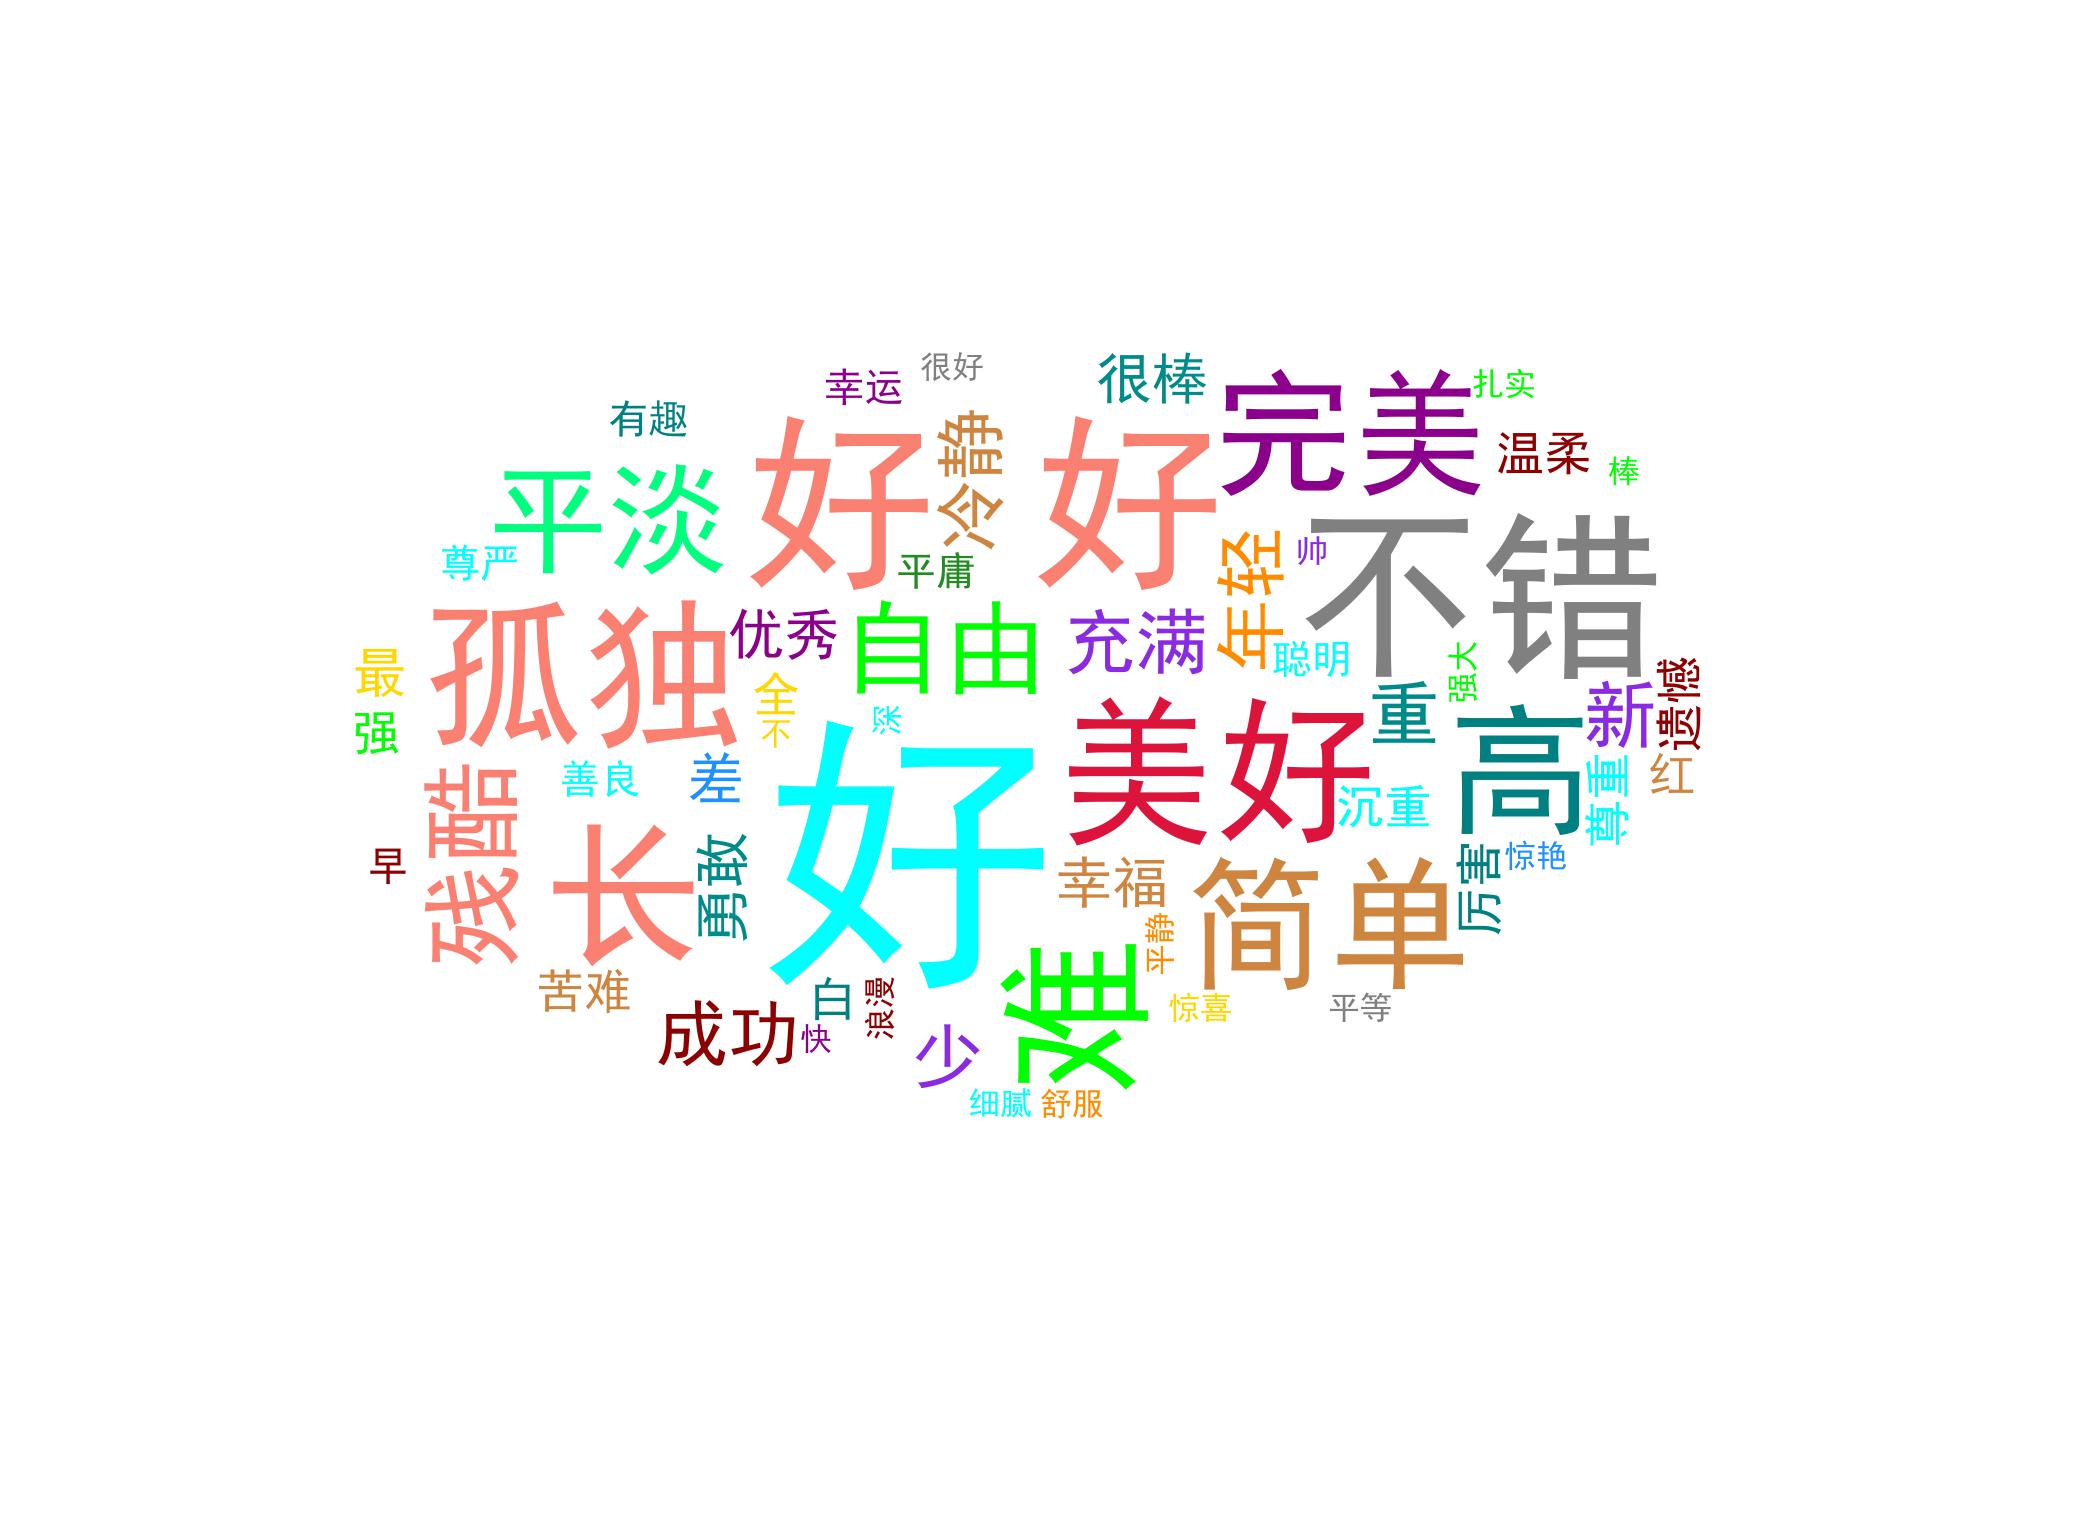 很好
很棒
幸运
完美
扎实
有趣
冷静
温柔
棒
平淡
好
好
不错
尊严
平庸
年轻
帅
孤独
优秀
自由
充满
聪明
强大
最
全
深
重
新
遗憾
强
不
美好
高
红
残酷
善良
差
好
沉重
尊重
早
长
勇敢
幸福
简单
厉害
惊艳
平静
苦难
白
浪漫
难
惊喜
平等
成功
快
少
细腻
舒服